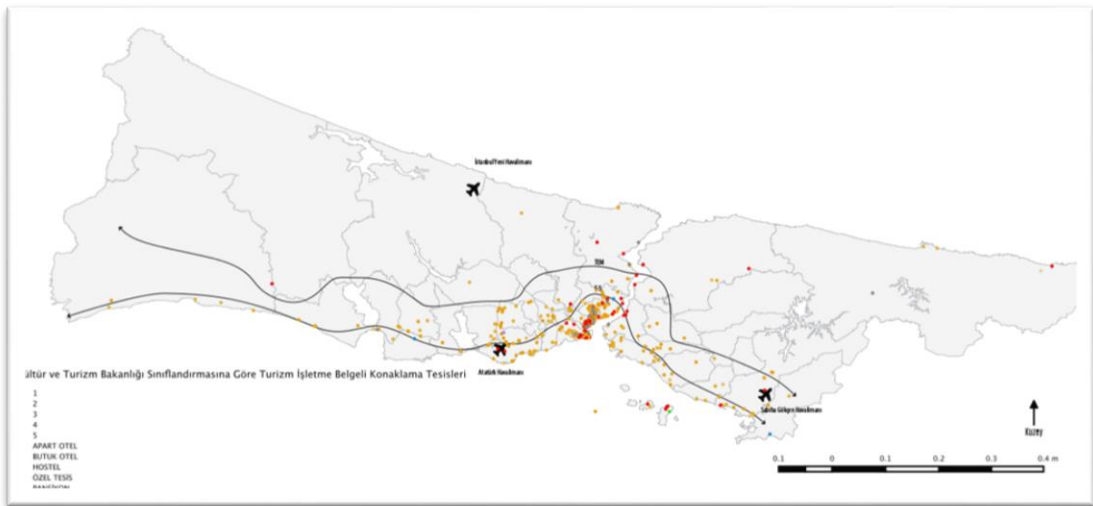 İstanbul Yeni Havalimanı
TEM
E-5
Atatürk Havalimanı
ültür ve Turizm Bakanlığı Sınıflandırmasına Göre Turizm İşletme Belgeli Konaklama Tesisleri
1
2
3
4
5
APART OTEL
BUTUK OTEL
HOSTEL
ÖZEL TESİS
Sabiha Gökçen Havalimanı
Kuzey
0.1 0 0.1 0.2 0.3 0.4 m